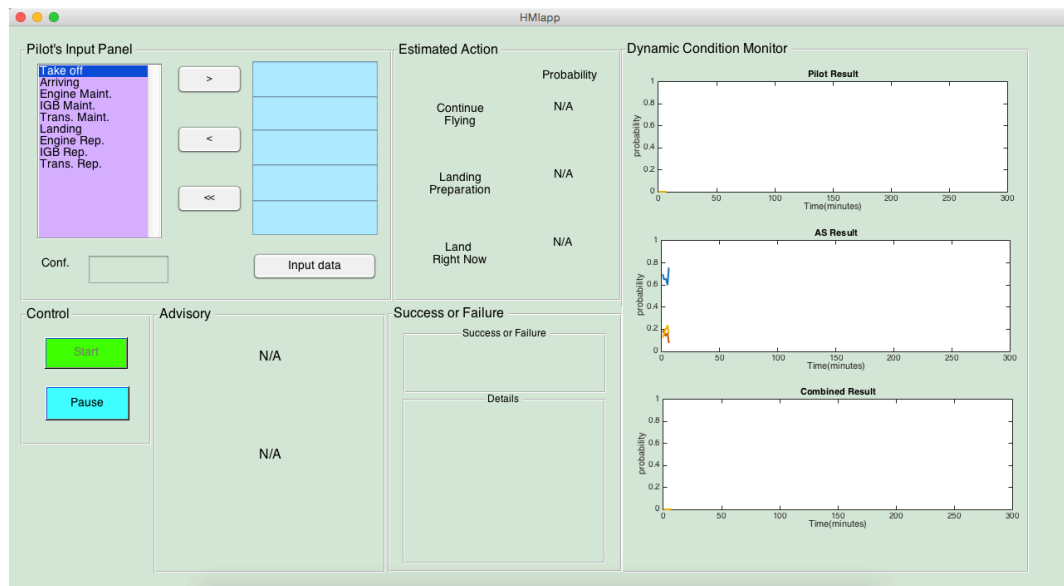 HMIapp
Pilot's Input Panel
Take off
Arriving
Engine Maint.
IGB Maint.
Trans. Maint.
Landing
Engine Rep.
IGB Rep.
Trans. Rep.
>
<
<<
Conf.
Input data
Estimated Action
Probability
Continue
Flying
N/A
Landing
Preparation
N/A
Land
Right Now
N/A
Control
Start
Pause
Advisory
N/A
N/A
Success or Failure
Success or Failure
Details
Dynamic Condition Monitor
Pilot Result
probability
1
0.8
0.6
0.4
0.2
0
0 50 100 150 200 250 300
Time(minutes)
AS Result
probability
1
0.8
0.6
0.4
0.2
0
0 50 100 150 200 250 300
Time(minutes)
Combined Result
probability
1
0.8
0.6
0.4
0.2
0
0 50 100 150 200 250 300
Time(minutes)